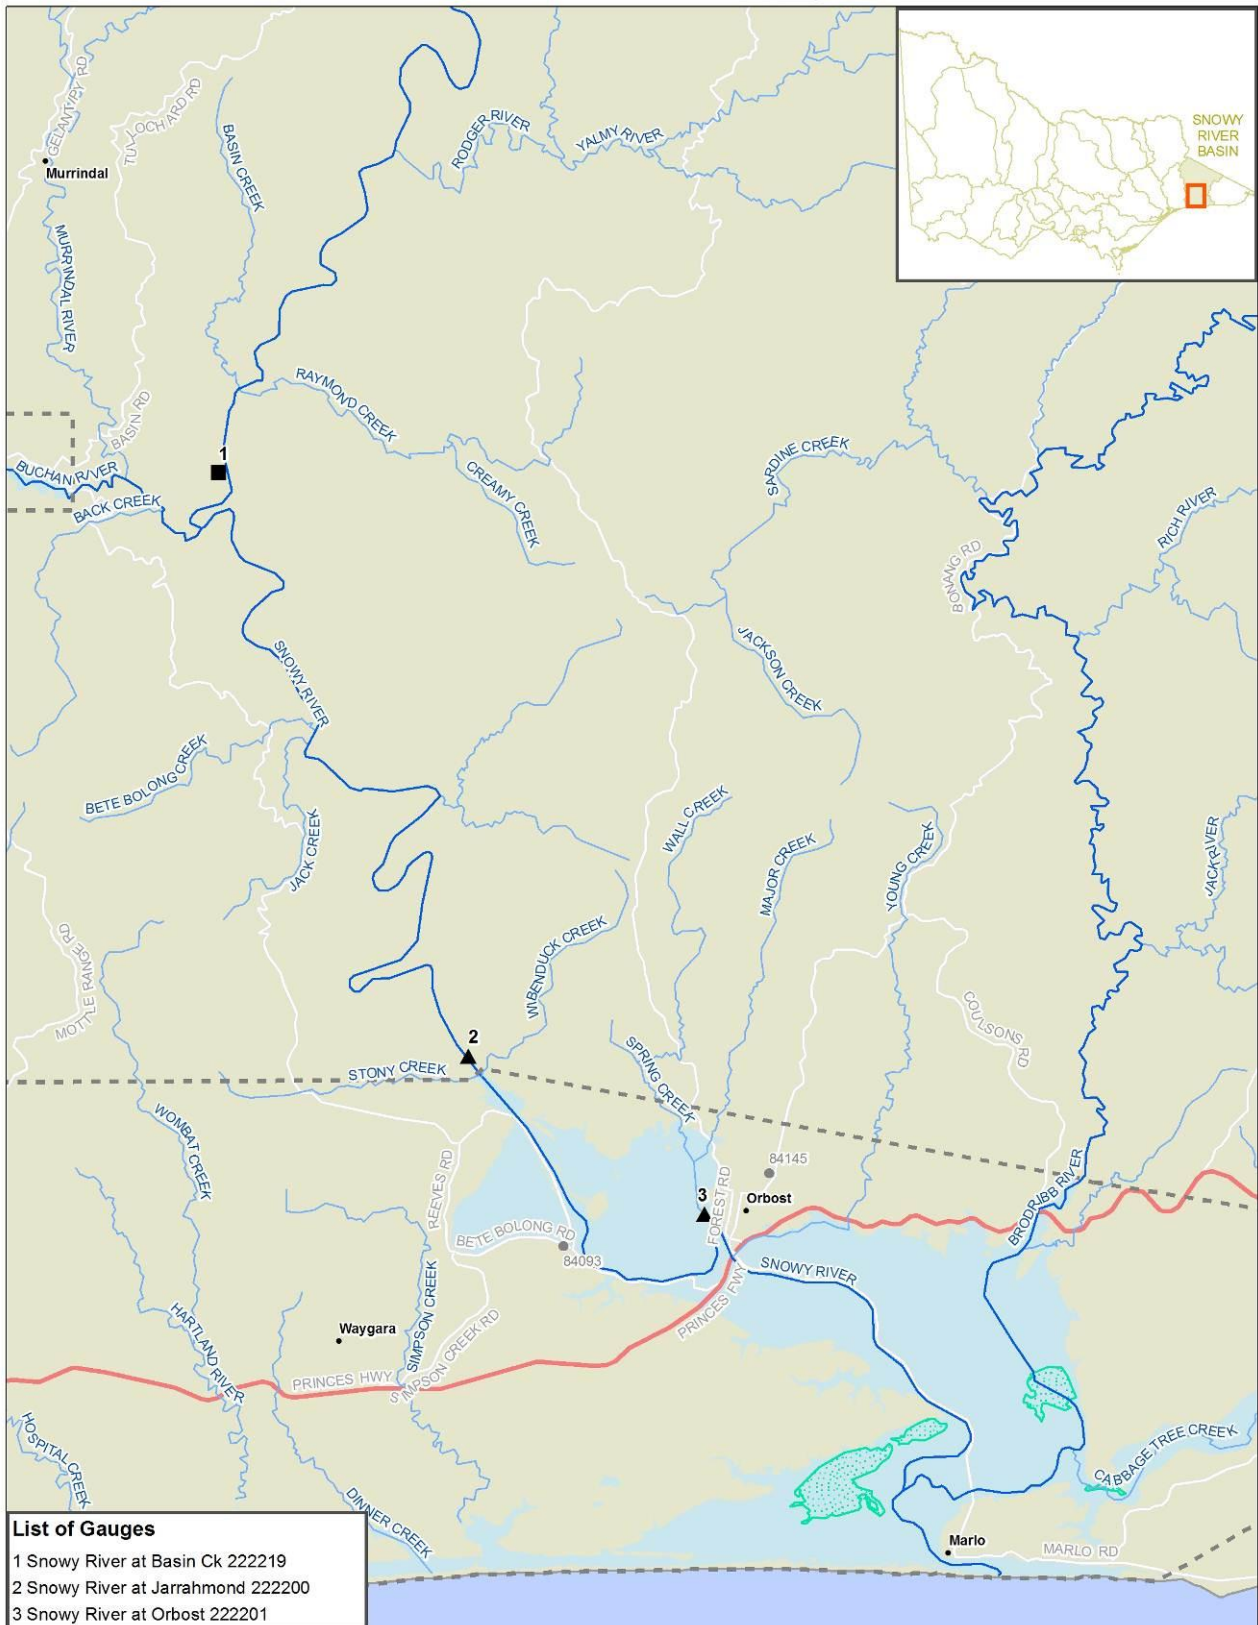 SNOWY
RIVER
BASIN
GELANTIPY RD
TULLOCH ARD RD
BASIN CREEK
RODGER RIVER
YALMY RIVER
Murrindal
MURRINDAL RIVER
BASIN RD
RAYMOND CREEK
SARDINE CREEK
1
BUCHAN RIVER
BACK CREEK
CREAMY CREEK
RICH RIVER
BONANG RD
SNOWY RIVER
JACKSON CREEK
BETE BOLONG CREEK
JACK CREEK
WALL CREEK
MAJOR CREEK
YOUNG CREEK
JACK RIVER
MOTTLE RANGE RD
WIBENDUCK CREEK
COULSONS RD
2
STONY CREEK
SPRING CREEK
WOMBAT CREEK
REEVES RD
84145
3
FOREST RD
Orbost
BRODRIBB RIVER
BETE BOLONG RD
84093
SNOWY RIVER
PRINCES FWY
HARTLAND RIVER
Waygara
SIMPSON CREEK
SIMPSON CREEK RD
PRINCES HWY
HOSPITAL CREEK
DINNER CREEK
CABBAGE TREE CREEK
Marlo
MARLO RD
List of Gauges
1 Snowy River at Basin Ck 222219
2 Snowy River at Jarrahmond 222200
3 Snowy River at Orbost 222201